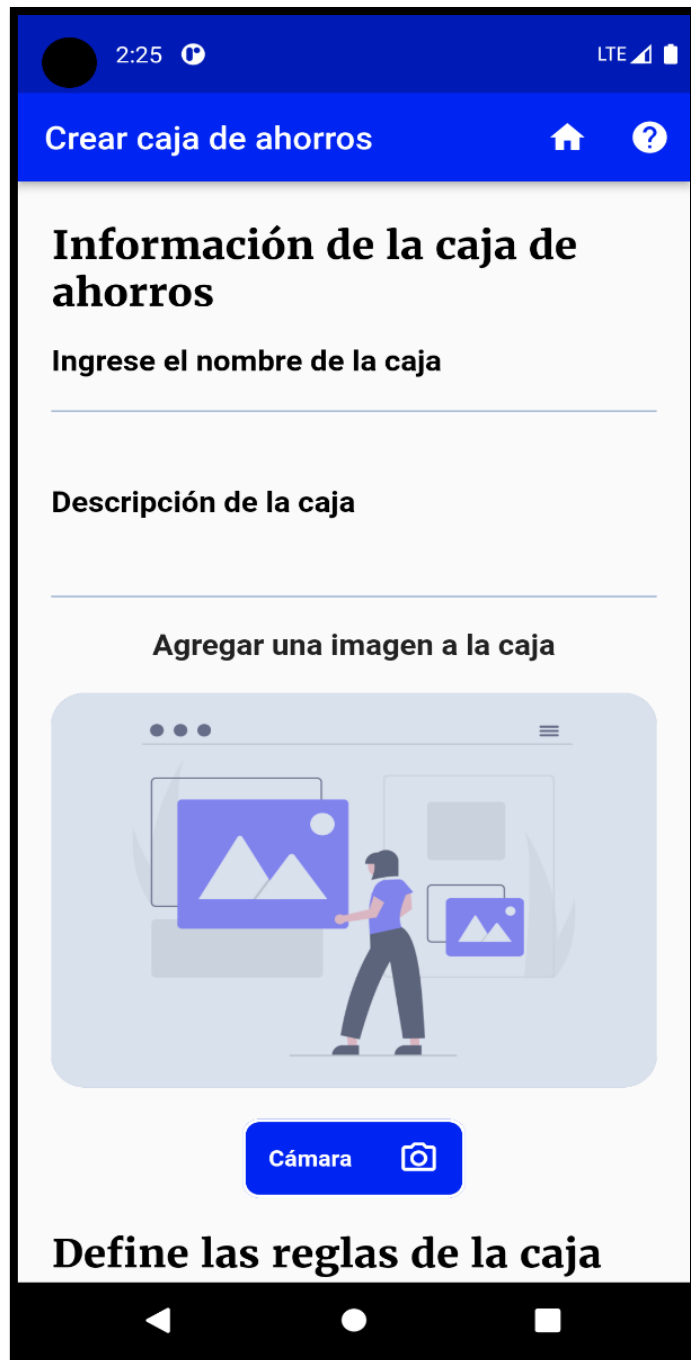 2:25
LTE
Crear caja de ahorros
Información de la caja de
ahorros
Ingrese el nombre de la caja
Descripción de la caja
Agregar una imagen a la caja
Cámara
Define las reglas de la caja